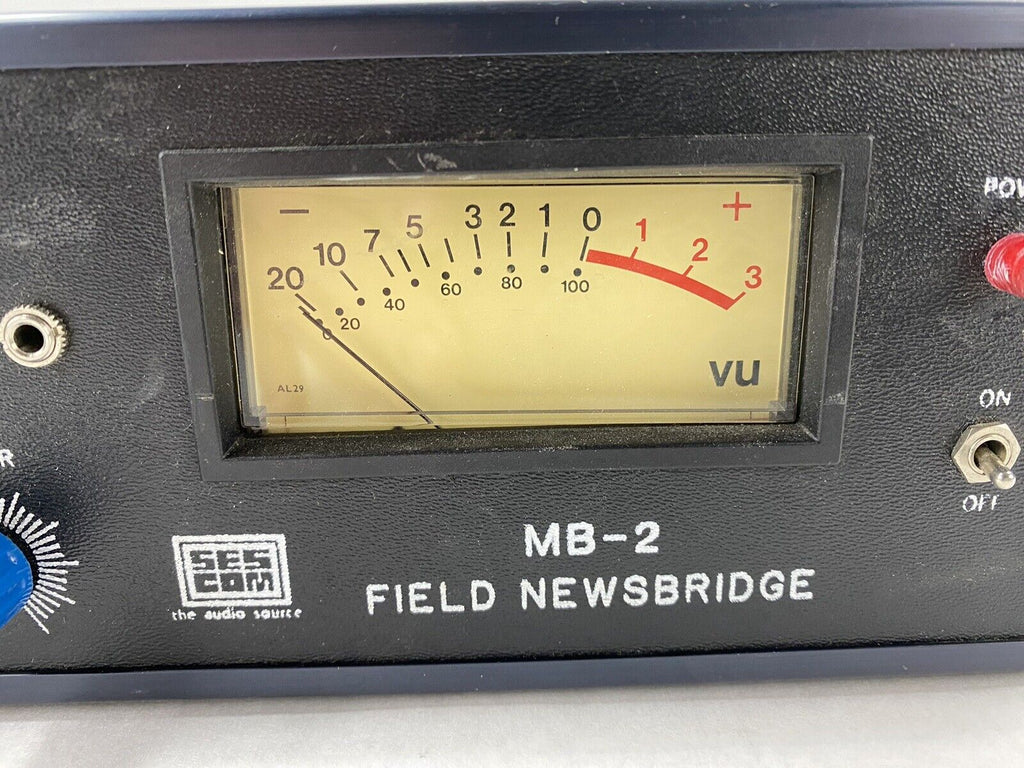 − +
20 10 7 5 3 2 1 0 1 2 3
0 20 40 60 80 100
AL29
VU
ON
OFF
SES
COM
the audio source
MB-2
FIELD NEWSBRIDGE